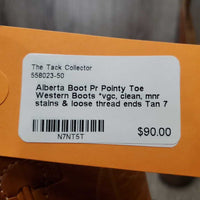 The Tack Collector
558023-50
Alberta Boot Pr Pointy Toe
Western Boots *vgc, clean, mnr
stains & loose thread ends Tan 7
N7NT5T
$90.00